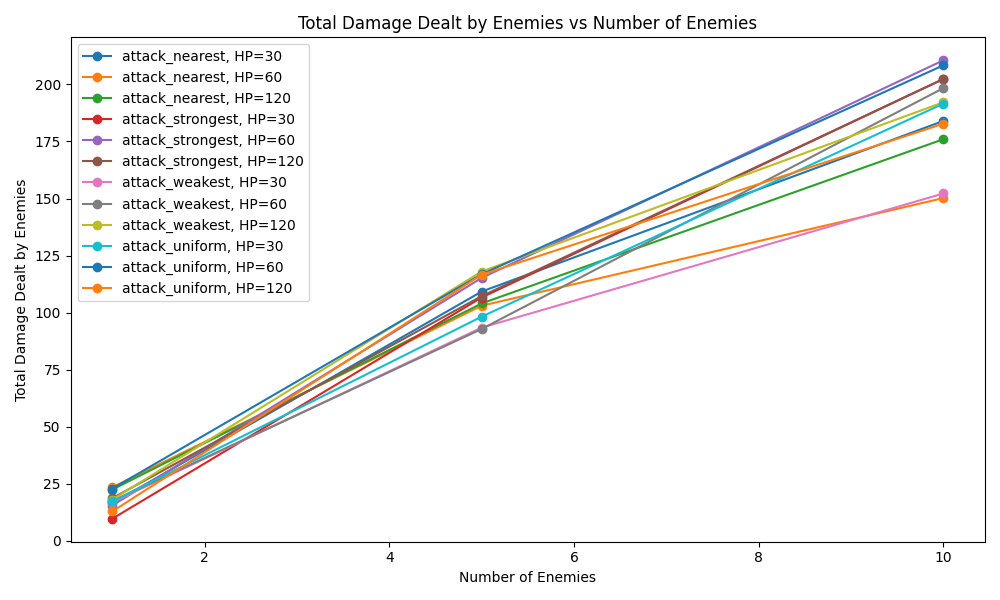 Total Damage Dealt by Enemies vs Number of Enemies
attack_nearest, HP=30
attack_nearest, HP=60
attack_nearest, HP=120
attack_strongest, HP=30
attack_strongest, HP=60
attack_strongest, HP=120
attack_weakest, HP=30
attack_weakest, HP=60
attack_weakest, HP=120
attack_uniform, HP=30
attack_uniform, HP=60
attack_uniform, HP=120
Total Damage Dealt by Enemies
200
175
150
125
100
75
50
25
0
2 4 6 8 10
Number of Enemies